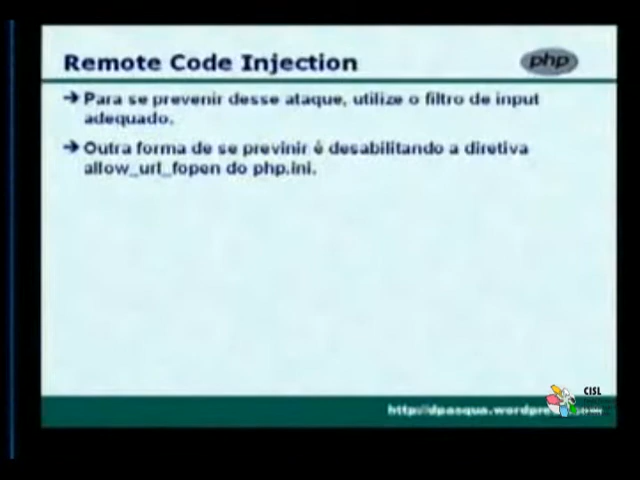 Remote Code Injection
php
➔ Para se prevenir desse ataque, utilize o filtro de input
adequado.
➔ Outra forma de se previnir é desabilitando a diretiva
allow_url_fopen do php.ini.
CISL
http://dpasqua.wordpre